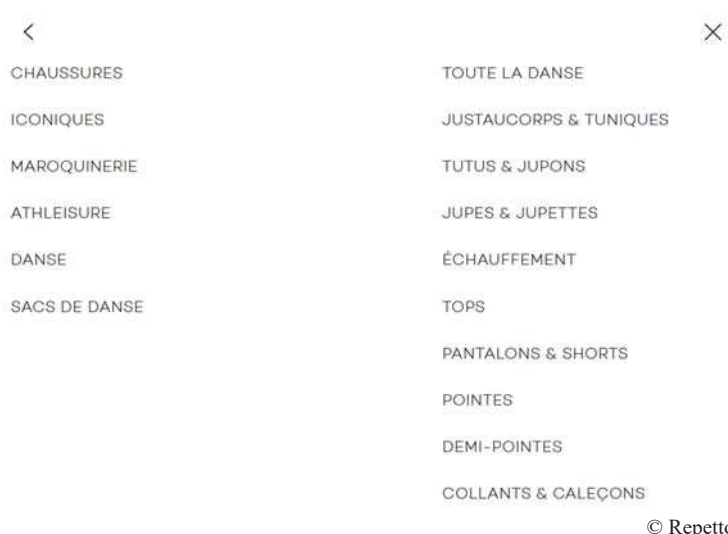 CHAUSSURES
ICONIQUES
MAROQUINERIE
ATHLEISURE
DANSE
SACS DE DANSE
TOUTE LA DANSE
JUSTAUCORPS & TUNIQUES
TUTUS & JUPONS
JUPES & JUPETTES
ÉCHAUFFEMENT
TOPS
PANTALONS & SHORTS
POINTES
DEMI-POINTES
COLLANTS & CALEÇONS
© Repetto